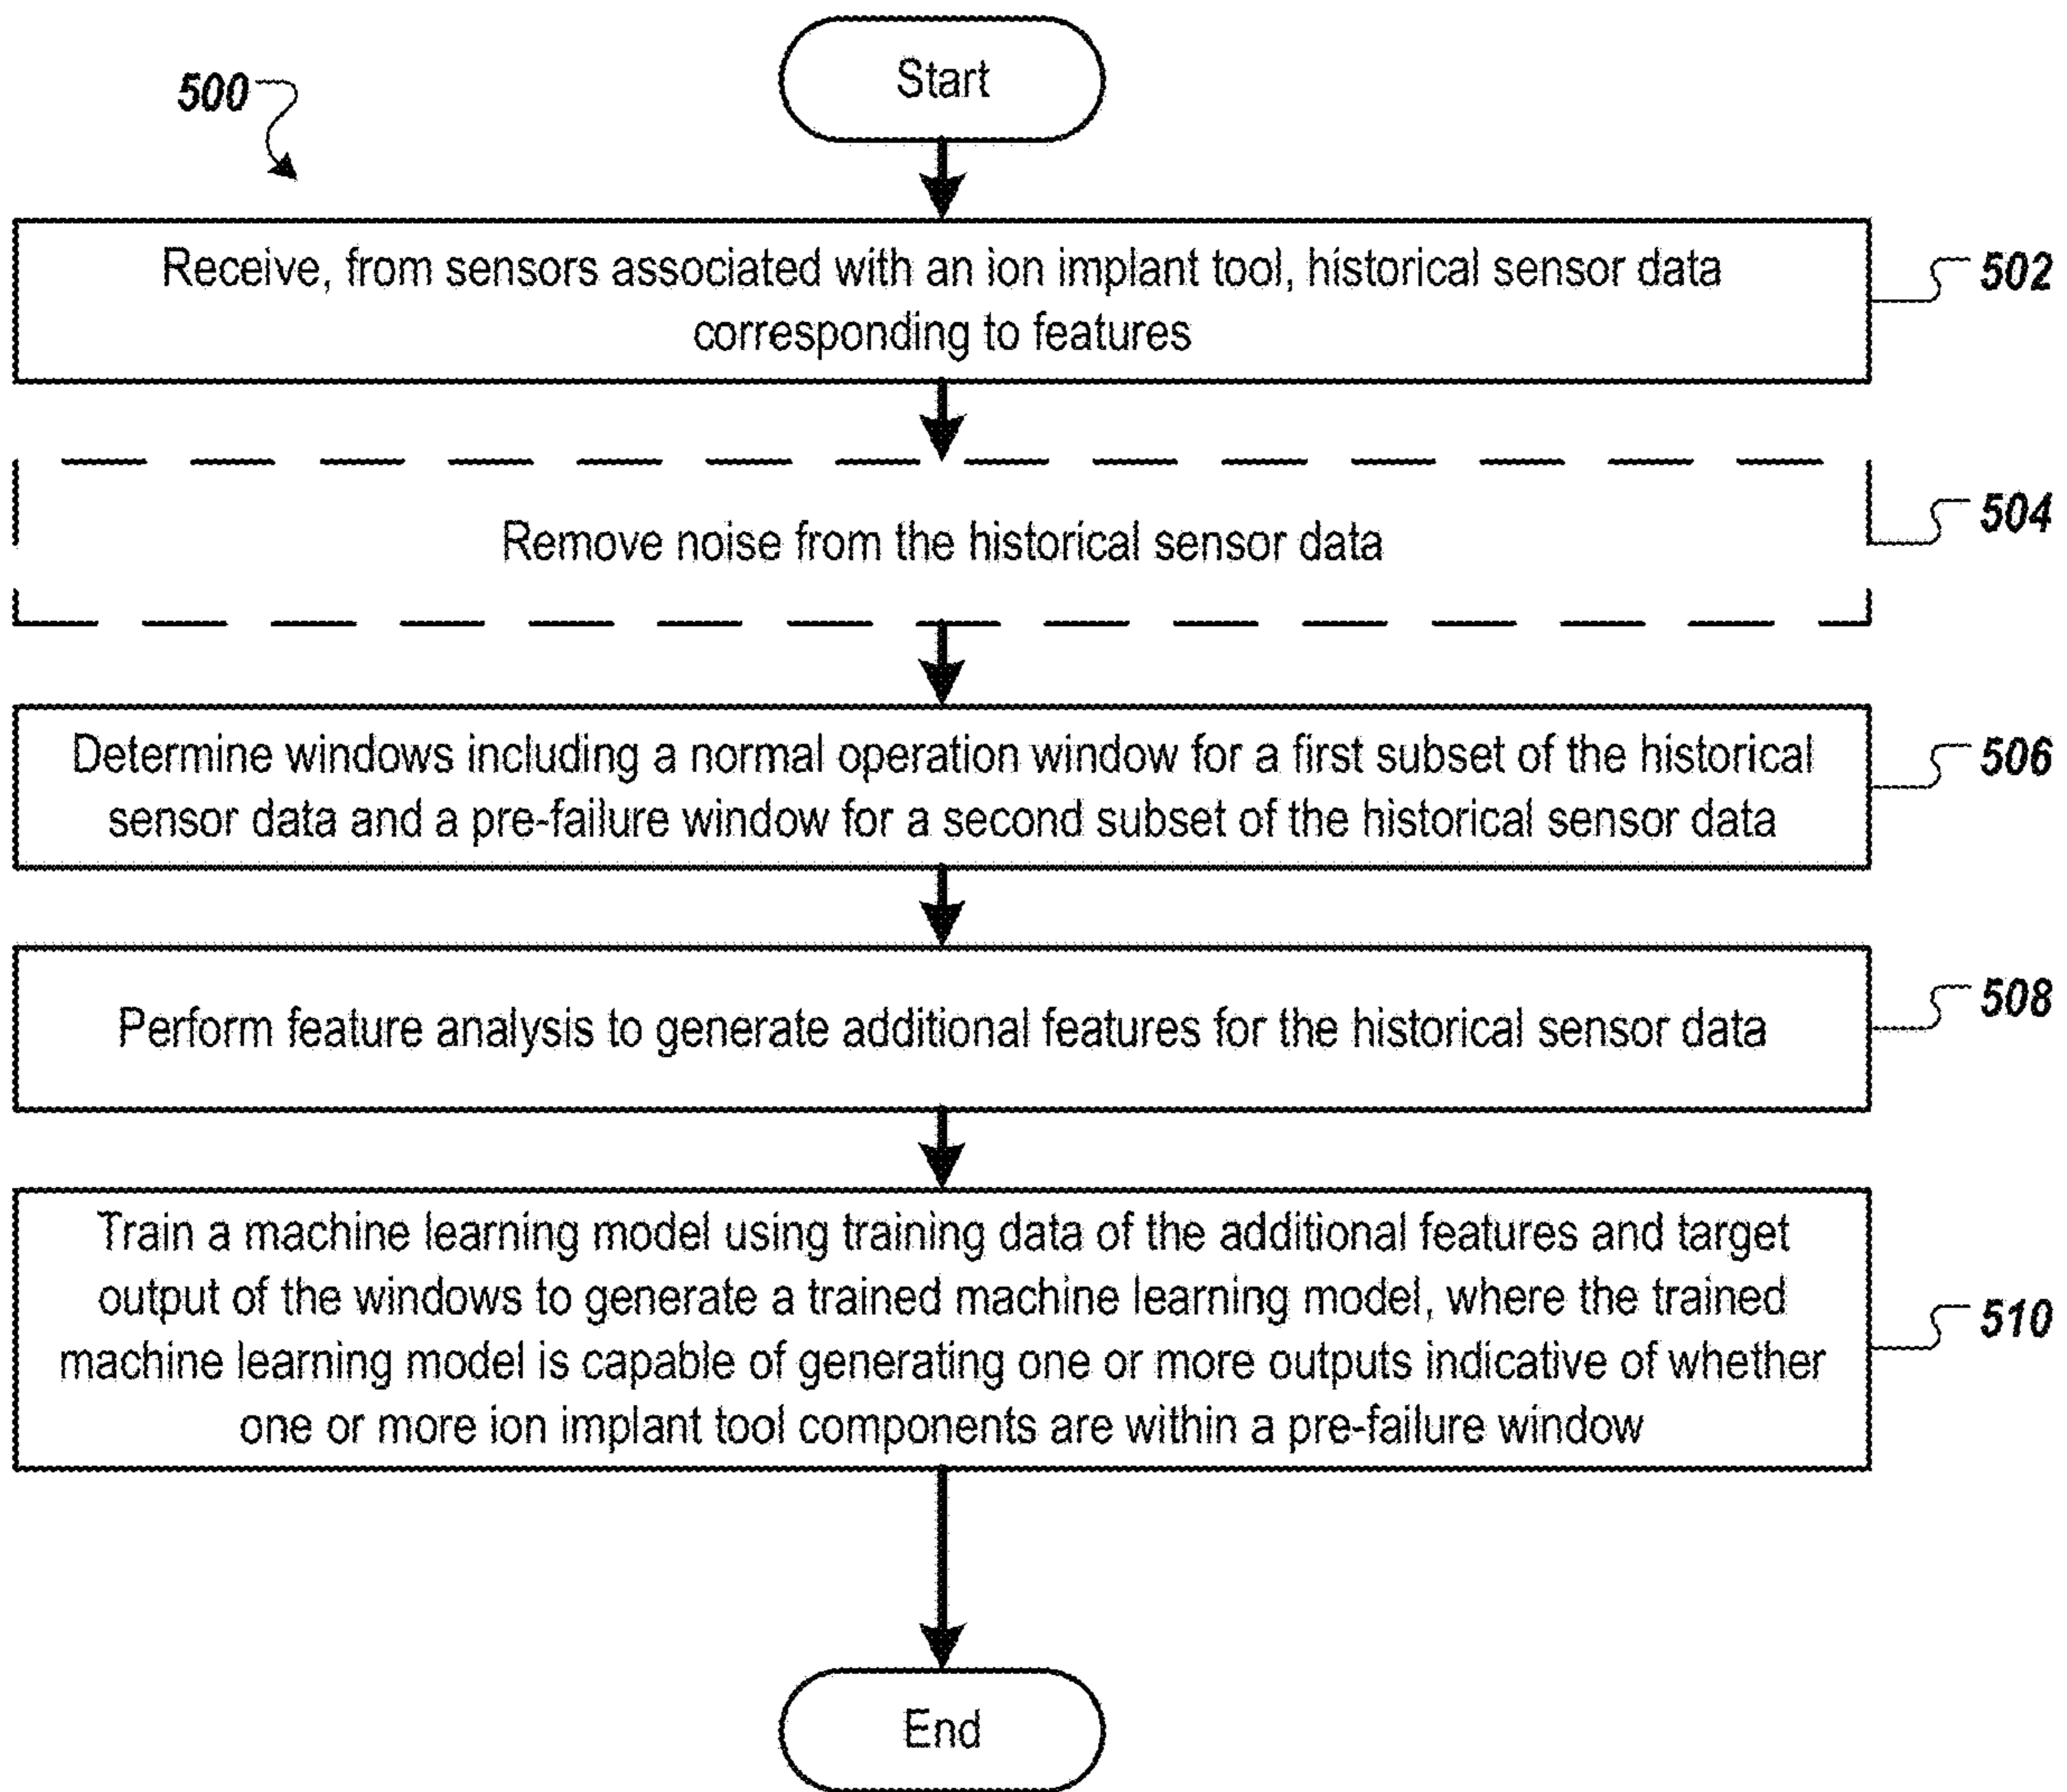 500
Start
Receive, from sensors associated with an ion implant tool, historical sensor data
corresponding to features
502
Remove noise from the historical sensor data
504
Determine windows including a normal operation window for a first subset of the historical
sensor data and a pre-failure window for a second subset of the historical sensor data
506
Perform feature analysis to generate additional features for the historical sensor data
508
Train a machine learning model using training data of the additional features and target
output of the windows to generate a trained machine learning model, where the trained
machine learning model is capable of generating one or more outputs indicative of whether
one or more ion implant tool components are within a pre-failure window
510
End